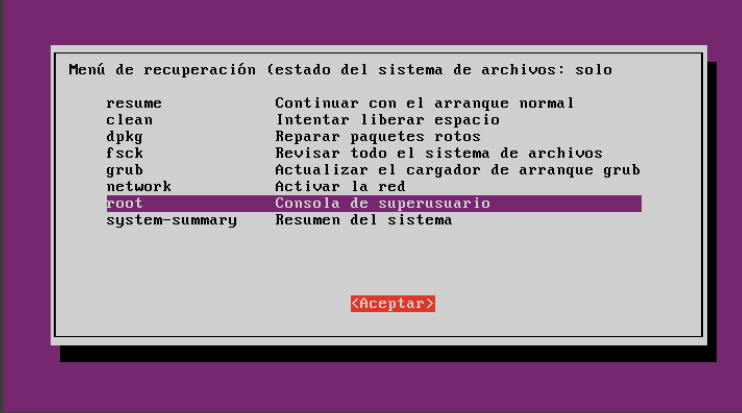 Menú de recuperación (estado del sistema de archivos: solo
resume Continuar con el arranque normal
clean Intentar liberar espacio
dpkg Reparar paquetes rotos
fsck Revisar todo el sistema de archivos
grub Actualizar el cargador de arranque grub
network Activar la red
root Consola de superusuario
system-summary Resumen del sistema
<Aceptar>